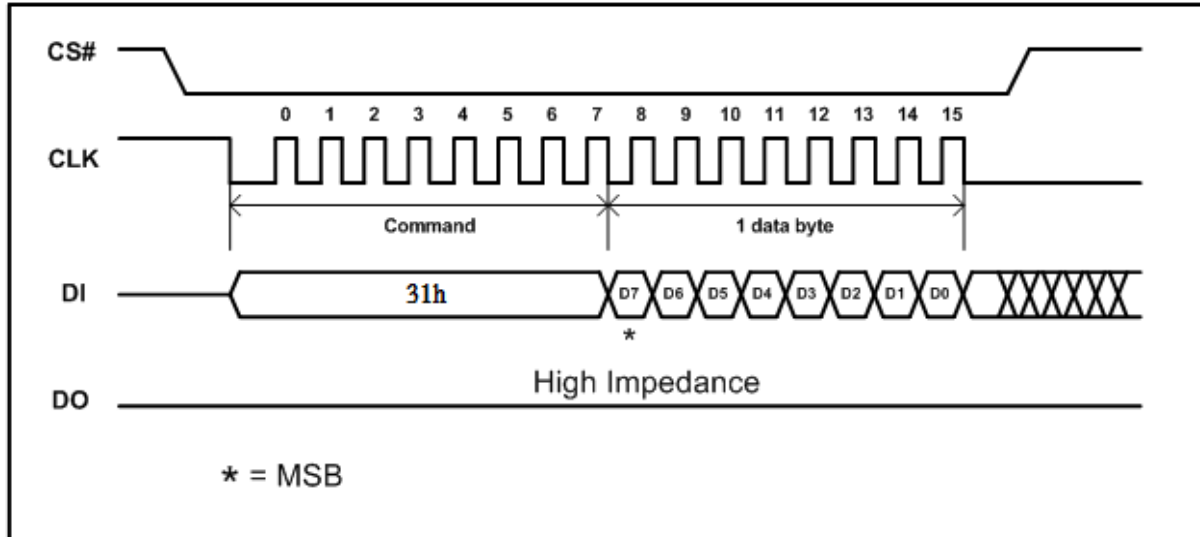 CS#
0 1 2 3 4 5 6 7 8 9 10 11 12 13 14 15
CLK
Command 1 data byte
DI 31h D7 D6 D5 D4 D3 D2 D1 D0
*
High Impedance
DO
* = MSB